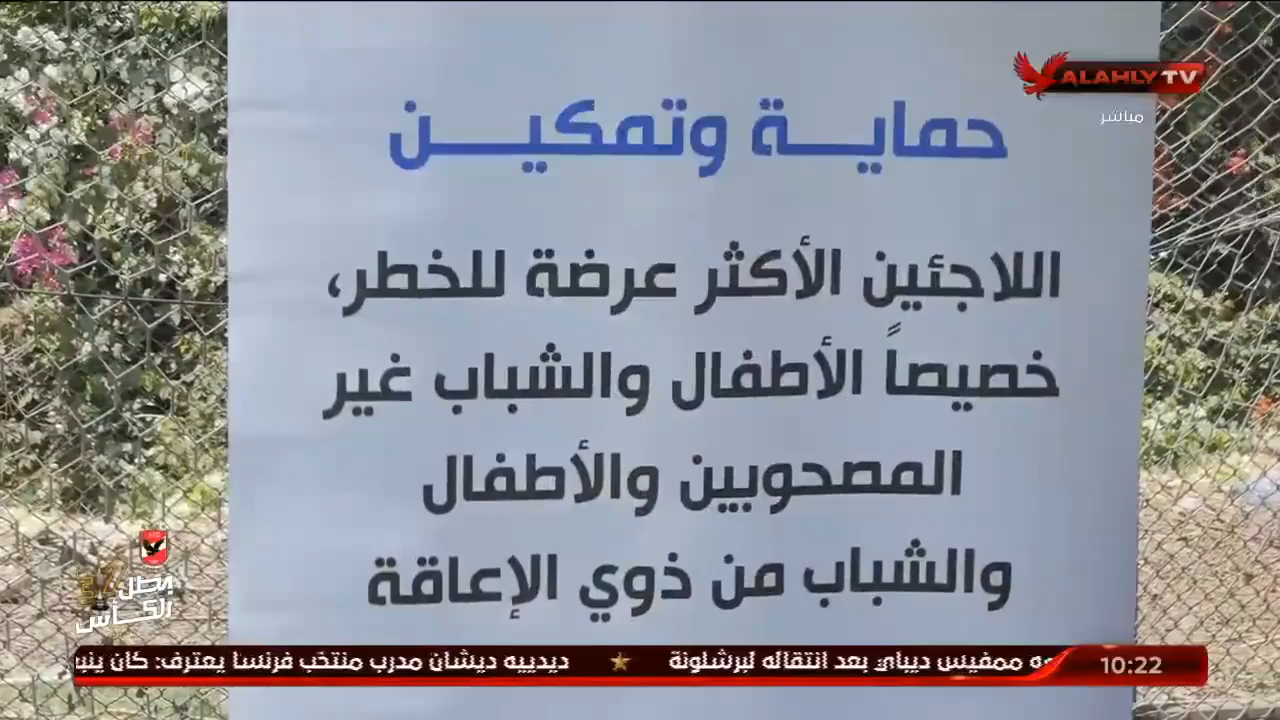 ALAHLY TV
مباشر
حمايـــة وتمكيـــن
اللاجئين الأكثر عرضة للخطر،
خصيصاً الأطفال والشباب غير
المصحوبين والأطفال
والشباب من ذوي الإعاقة
بطل
الكأس
ممفيس ديباي بعد انتقاله لبرشلونة ★ ديدييه ديشان مدرب منتخب فرنسا يعترف: كان
10:22